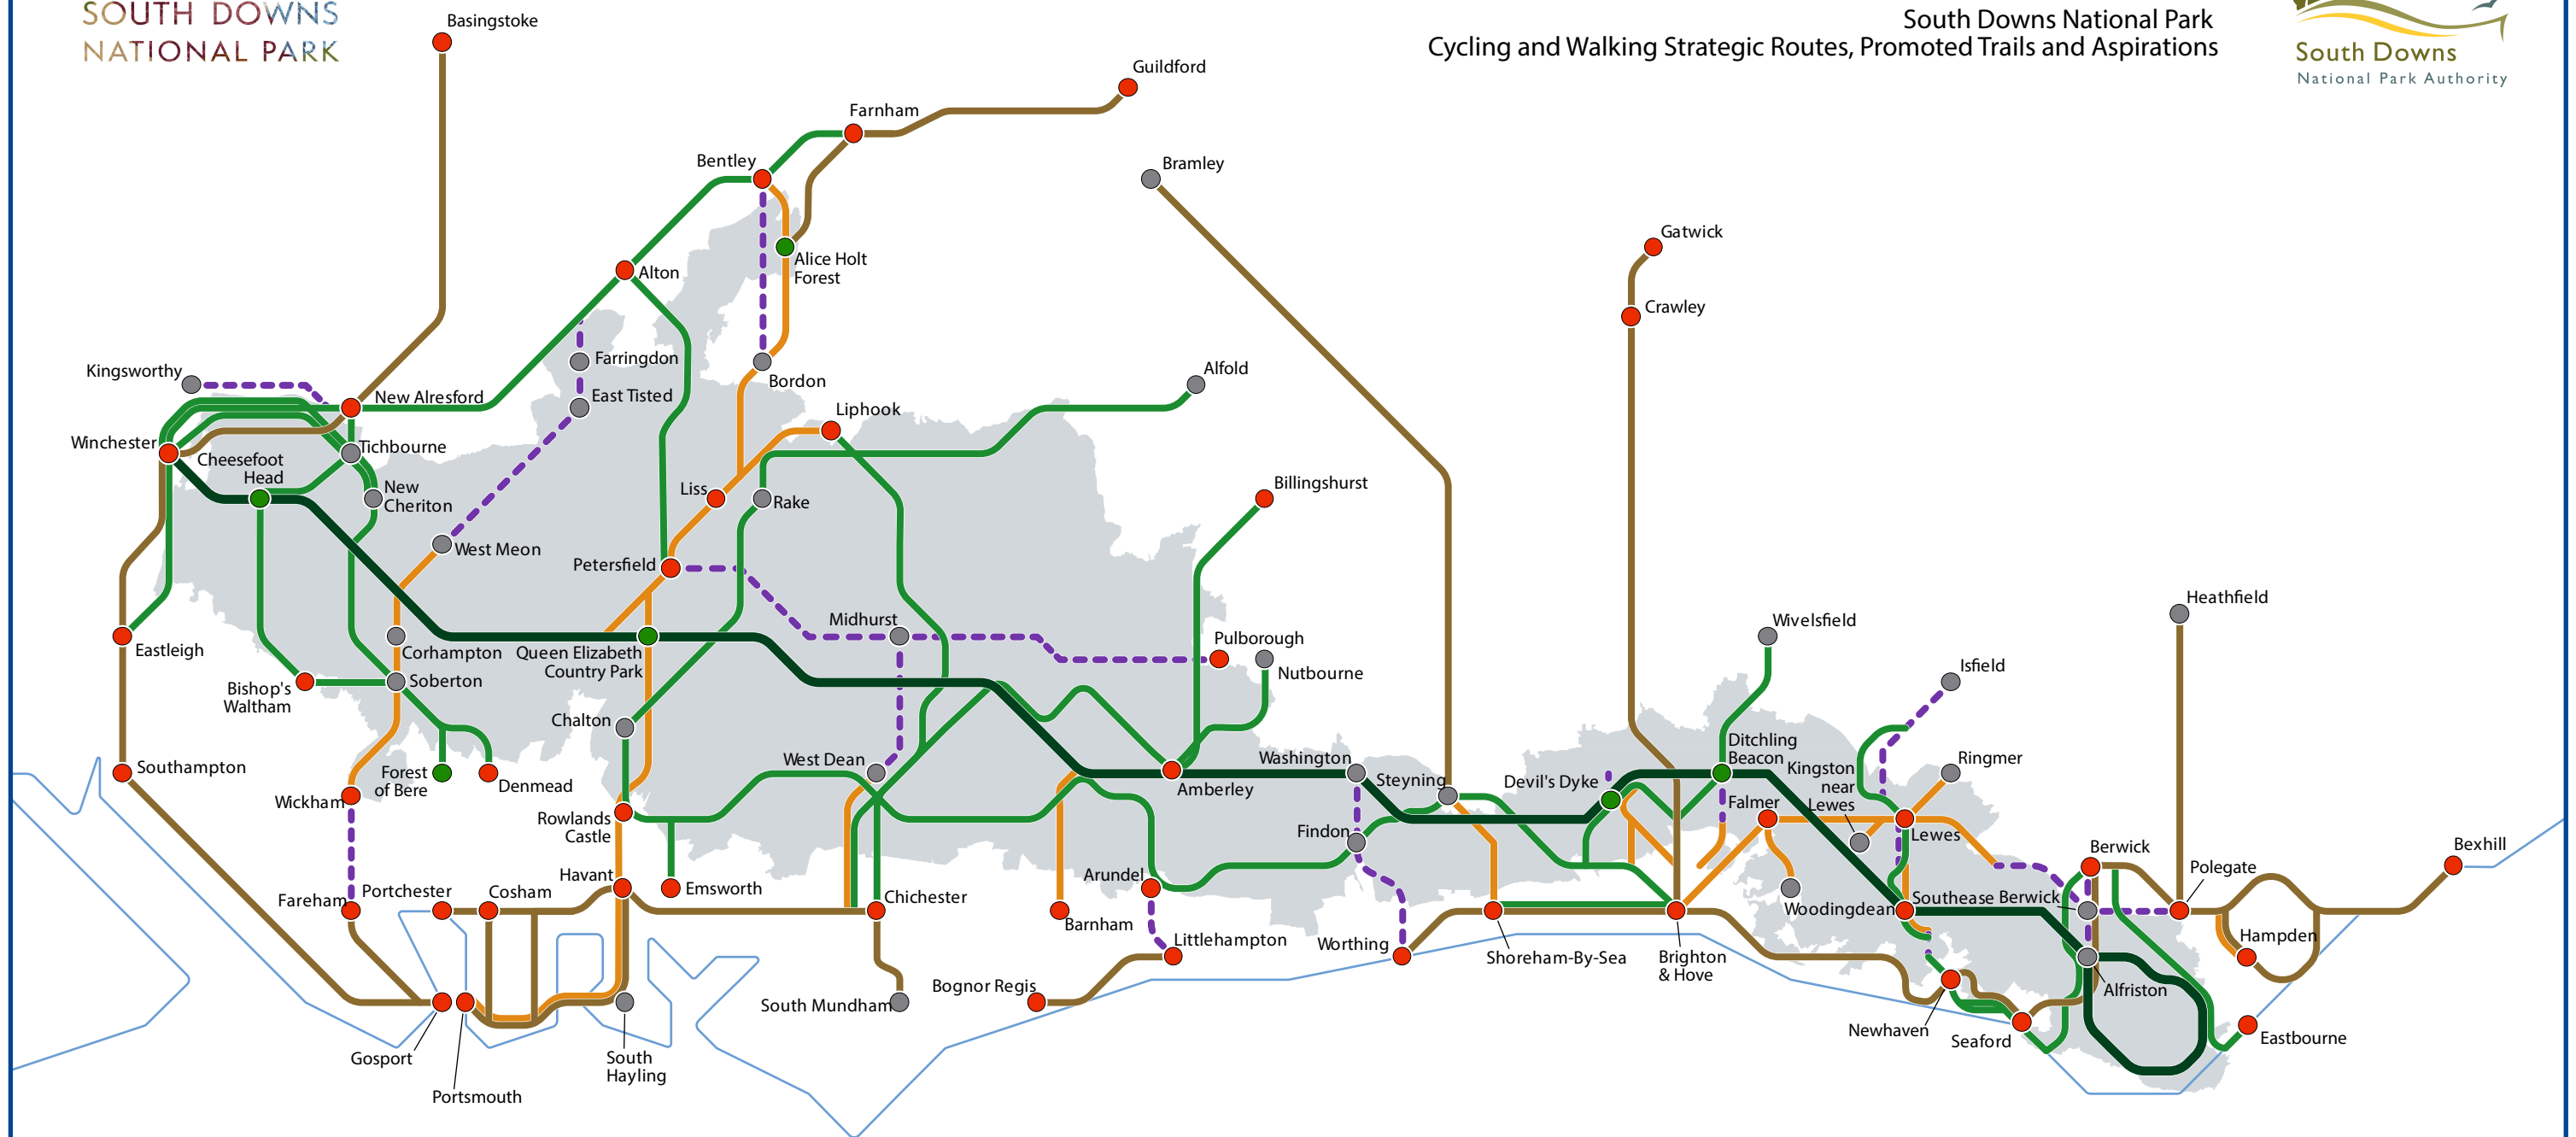 SOUTH DOWNS
NATIONAL PARK
South Downs National Park
Cycling and Walking Strategic Routes, Promoted Trails and Aspirations
South Downs
National Park Authority
Basingstoke
Guildford
Farnham
Bentley
Bramley
Gatwick
Alice Holt
Forest
Alton
Crawley
Farringdon
Kingsworthy
Bordon
Alfold
East Tisted
New Alresford
Liphook
Winchester
Tichbourne
Cheesefoot
Head
New
Cheriton
Liss
Rake
Billingshurst
West Meon
Petersfield
Heathfield
Midhurst
Wivelsfield
Eastleigh
Corhampton
Queen Elizabeth
Country Park
Pulborough
Nutbourne
Isfield
Bishop's
Waltham
Soberton
Chalton
Ditchling
Beacon
Southampton
Forest
of Bere
Denmead
West Dean
Amberley
Washington
Steyning
Devil's Dyke
Kingston
near
Lewes
Ringmer
Wickham
Rowlands
Castle
Findon
Falmer
Lewes
Berwick
Bexhill
Polegate
Fareham
Portchester
Cosham
Havant
Emsworth
Chichester
Arundel
Barnham
Woodingdean
Southease
Berwick
Littlehampton
Worthing
Shoreham-By-Sea
Brighton
& Hove
Hampden
Bognor Regis
South Mundham
Alfriston
Newhaven
Seaford
Eastbourne
Gosport
Portsmouth
South
Hayling